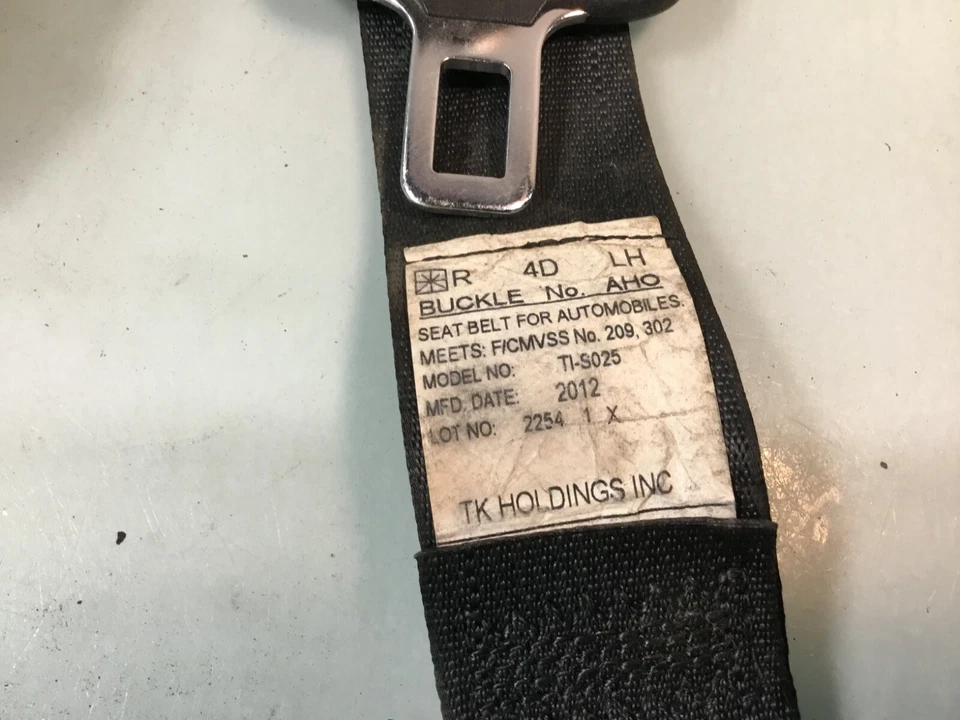 R 4D LH
BUCKLE No. AHO
SEAT BELT FOR AUTOMOBILES.
MEETS: F/CMVSS No. 209, 302
MODEL NO: TI-S025
MFD. DATE: 2012
LOT NO: 2254 1 X
TK HOLDINGS INC